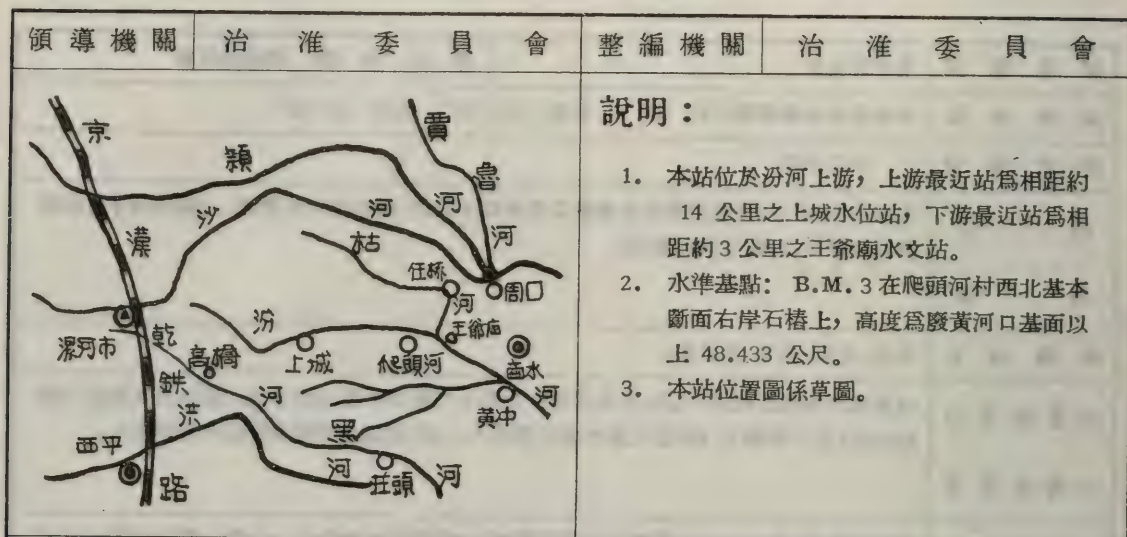 領導機關 治淮委員會 整編機關 治淮委員會
說明：
1. 本站位於汾河上游，上游最近站爲相距約
14 公里之上城水位站，下游最近站爲相
距約 3 公里之王爺廟水文站。
2. 水準基點： B.M. 3 在爬頭河村西北基本
斷面右岸石樁上，高度爲廢黃河口基面以
上 48.433 公尺。
3. 本站位置圖係草圖。
京漢鉄路
潁河
賈魯河
沙河
枯河
任桥
周口
汾河
王爺庙
漯河市
乾河
高橋
上城
爬頭河
商水
黄冲
洪河
黑河
西平
莊頭